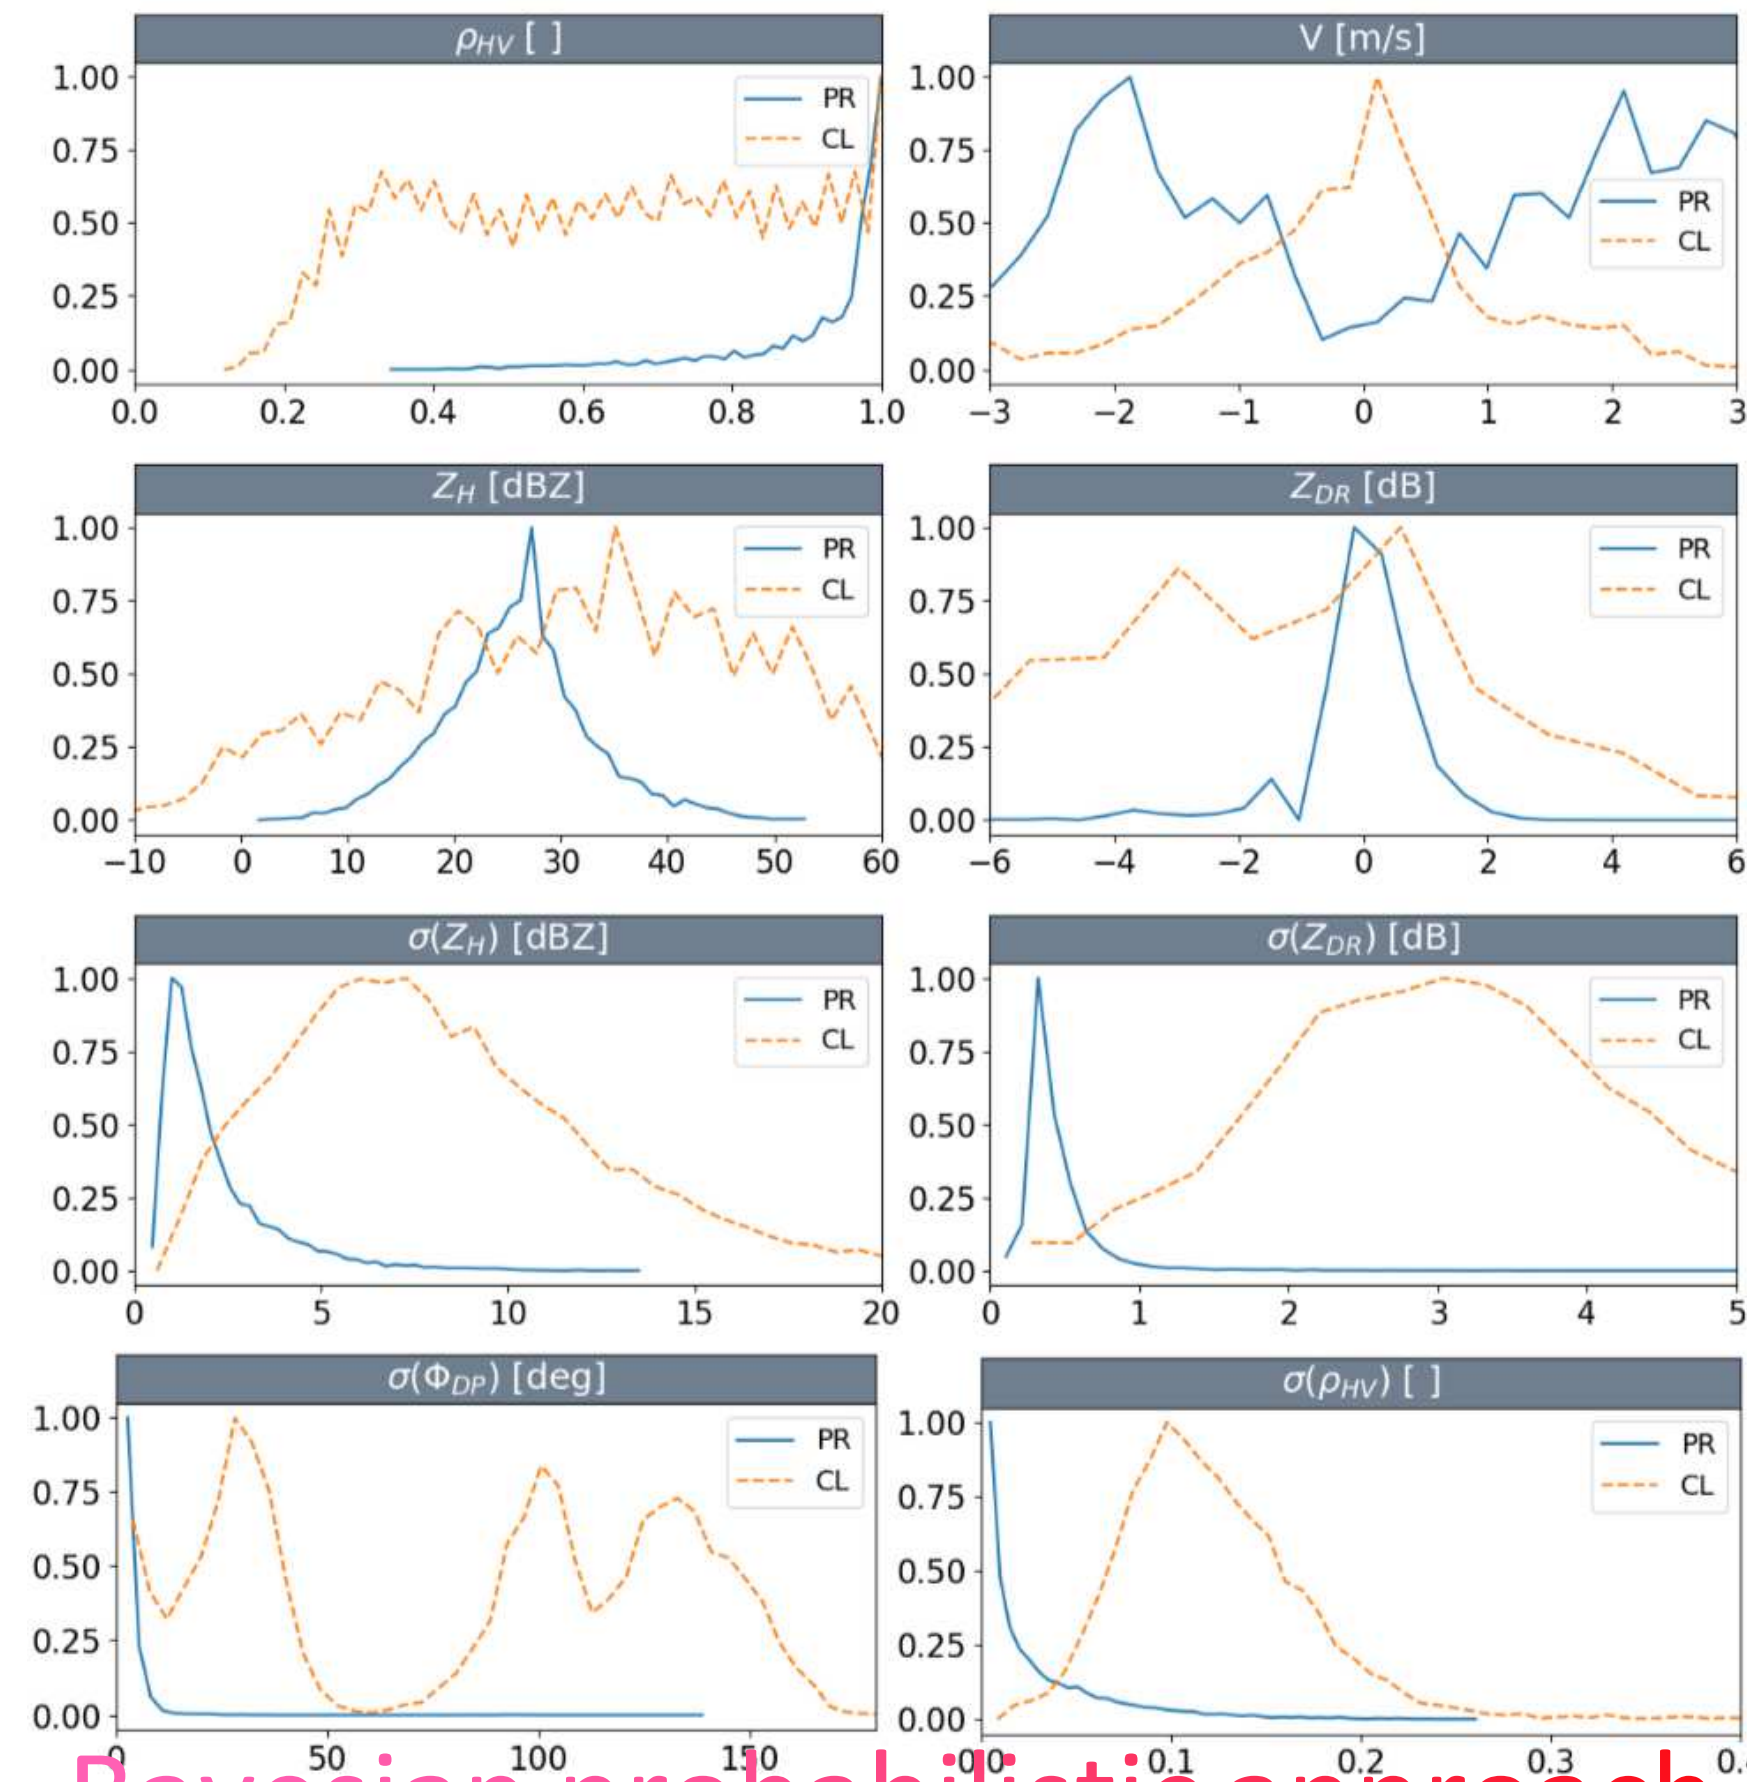 ρHV [ ]
1.00
0.75
0.50
0.25
0.00
0.0 0.2 0.4 0.6 0.8 1.0
PR
CL
V [m/s]
1.00
0.75
0.50
0.25
0.00
−3 −2 −1 0 1 2 3
PR
CL
ZH [dBZ]
1.00
0.75
0.50
0.25
0.00
−10 0 10 20 30 40 50 60
PR
CL
ZDR [dB]
1.00
0.75
0.50
0.25
0.00
−6 −4 −2 0 2 4 6
PR
CL
σ(ZH) [dBZ]
1.00
0.75
0.50
0.25
0.00
0 5 10 15 20
PR
CL
σ(ZDR) [dB]
1.00
0.75
0.50
0.25
0.00
0 1 2 3 4 5
PR
CL
σ(ΦDP) [deg]
1.00
0.75
0.50
0.25
0.00
0 50 100 150
PR
CL
σ(ρHV) [ ]
1.00
0.75
0.50
0.25
0.00
0.1 0.2 0.3
PR
CL
Bayesian probabilistic approach